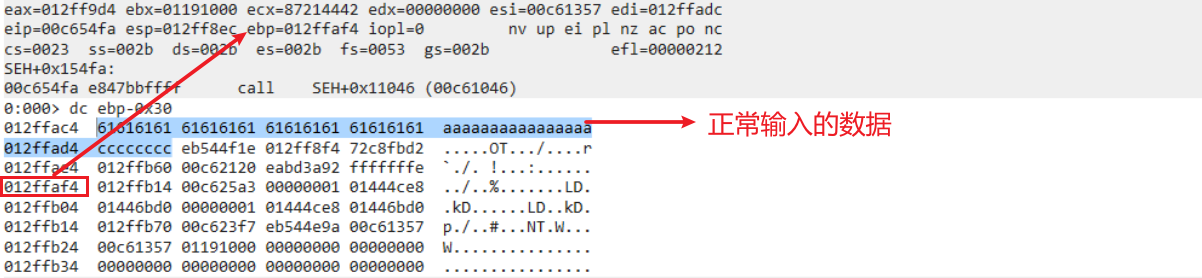 eax=012ff9d4 ebx=01191000 ecx=87214442 edx=00000000 esi=00c61357 edi=012ffadc
eip=00c654fa esp=012ff8ec ebp=012ffaf4 iopl=0         nv up ei pl nz ac po nc
cs=0023  ss=002b  ds=002b  es=002b  fs=0053  gs=002b             efl=00000212
SEH+0x154fa:
00c654fa e847bbffff      call    SEH+0x11046 (00c61046)
0:000> dc ebp-0x30
012ffac4  61616161 61616161 61616161 61616161  aaaaaaaaaaaaaaaa
正常输入的数据
012ffad4  cccccccc eb544f1e 012ff8f4 72c8fbd2  .....OT.../....r
012ffae4  012ffb60 00c62120 eabd3a92 fffffffe  `./. !...:......
012ffaf4  012ffb14 00c625a3 00000001 01444ce8  ../..%.......LD.
012ffb04  01446bd0 00000001 01444ce8 01446bd0  .kD......LD..kD.
012ffb14  012ffb70 00c623f7 eb544e9a 00c61357  p./..#...NT.W...
012ffb24  00c61357 01191000 00000000 00000000  W...............
012ffb34  00000000 00000000 00000000 00000000  ................